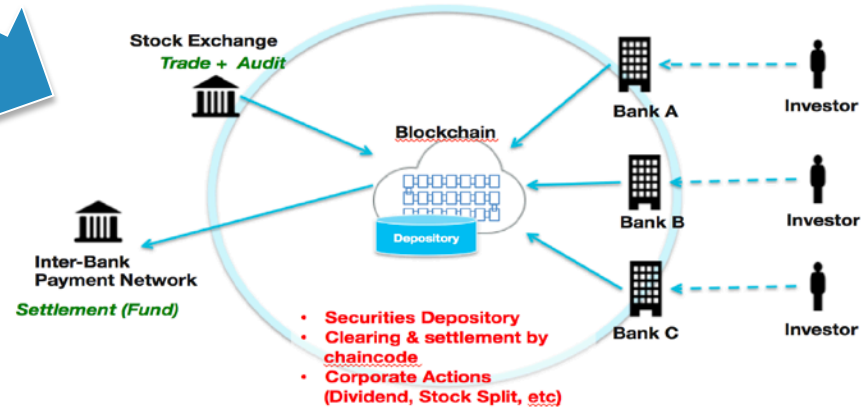 Stock Exchange
Trade + Audit
Blockchain
Depository
Inter-Bank
Payment Network
Settlement (Fund)
• Securities Depository
• Clearing & settlement by
chaincode
• Corporate Actions
(Dividend, Stock Split, etc)
Bank A
Investor
Bank B
Investor
Bank C
Investor